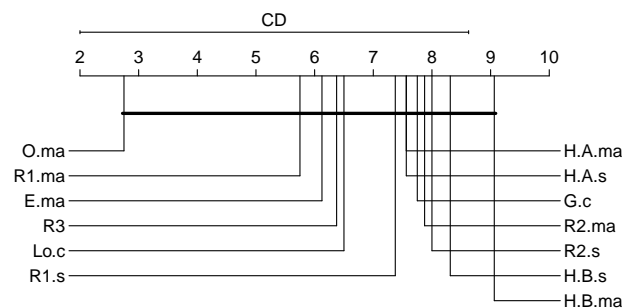 CD
2 3 4 5 6 7 8 9 10
O.ma H.A.ma
R1.ma H.A.s
E.ma G.c
R3 R2.ma
Lo.c R2.s
R1.s H.B.s
H.B.ma